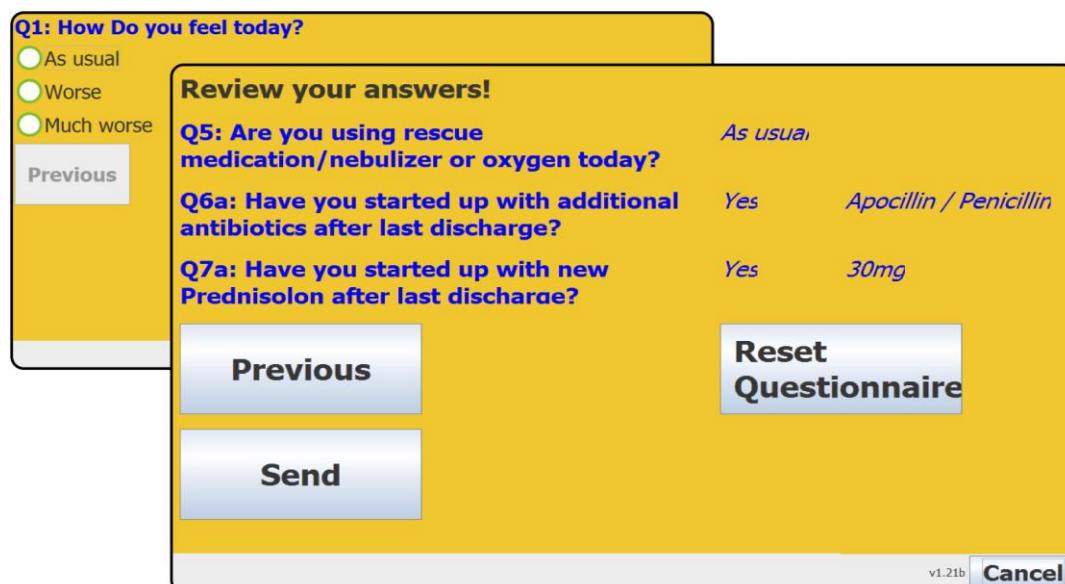 Q1: How Do you feel today?
As usual
Worse
Much worse
Previous
Review your answers!
Q5: Are you using rescue As usual
medication/nebulizer or oxygen today?
Q6a: Have you started up with additional Yes Apocillin / Penicillin
antibiotics after last discharge?
Q7a: Have you started up with new Yes 30mg
Prednisolon after last discharge?
Previous
Reset
Questionnaire
Send
v1.21b Cancel